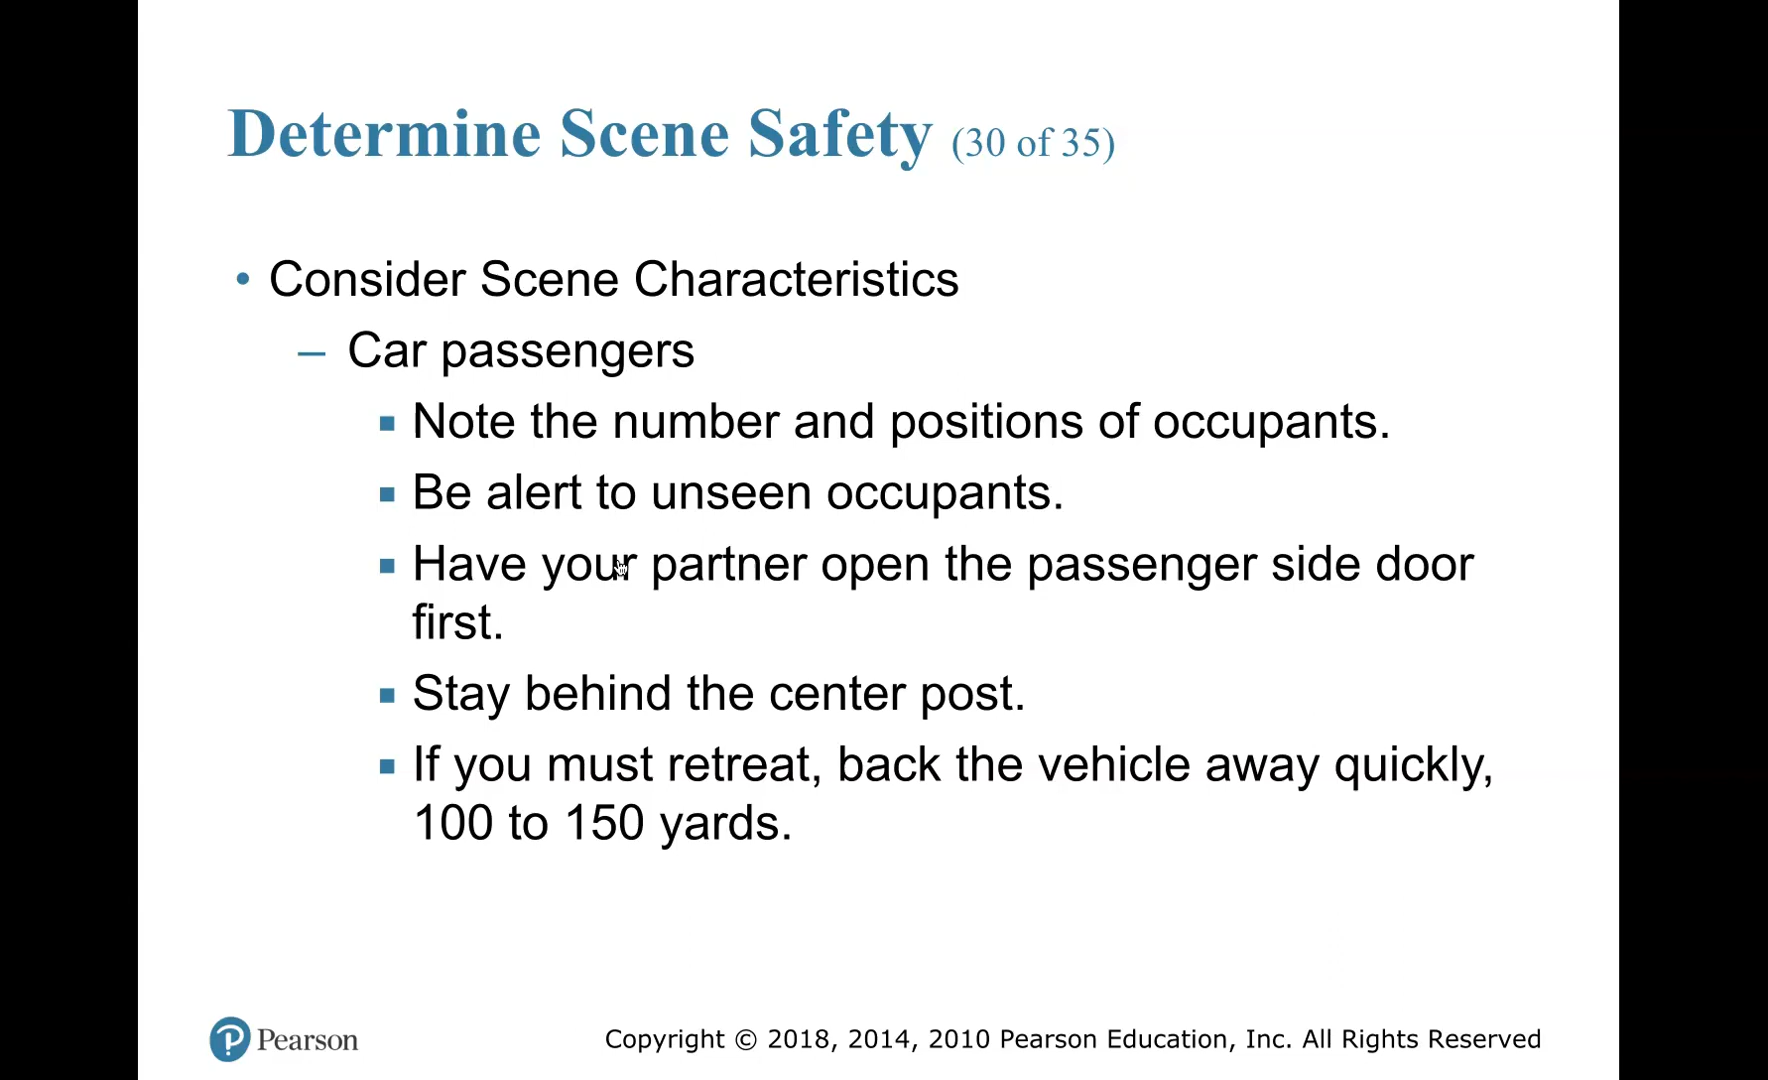 Determine Scene Safety (30 of 35)
• Consider Scene Characteristics
– Car passengers
▪ Note the number and positions of occupants.
▪ Be alert to unseen occupants.
▪ Have your partner open the passenger side door
first.
▪ Stay behind the center post.
▪ If you must retreat, back the vehicle away quickly,
100 to 150 yards.
Pearson
Copyright © 2018, 2014, 2010 Pearson Education, Inc. All Rights Reserved